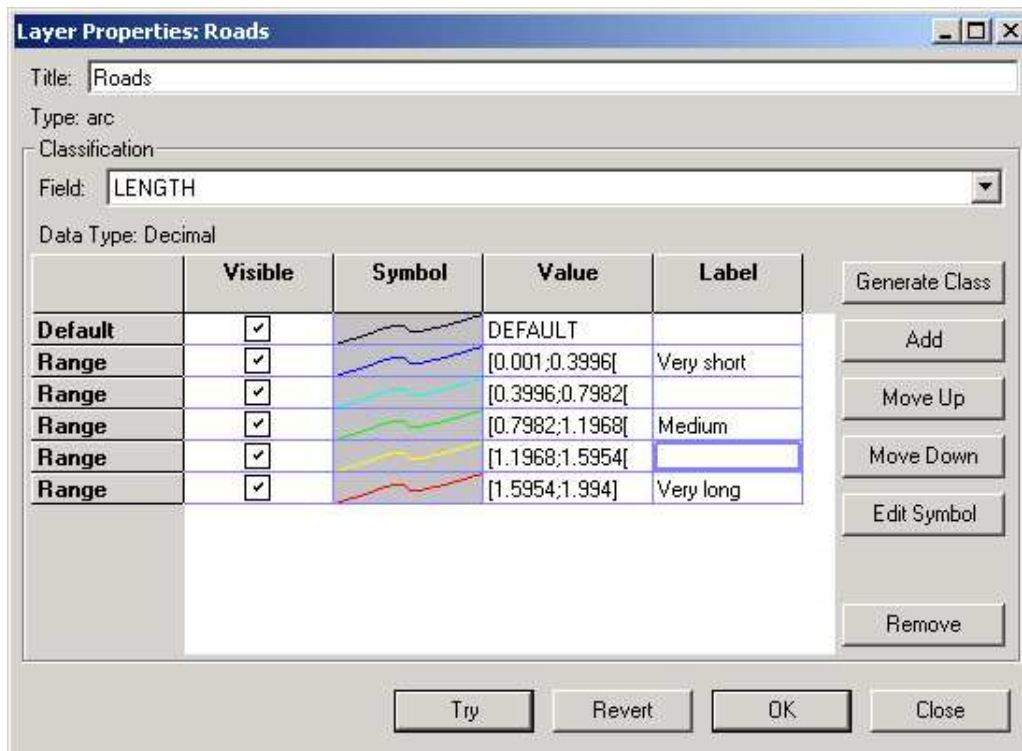 Layer Properties: Roads
Title: Roads
Type: arc
Classification
Field: LENGTH
Data Type: Decimal
Visible Symbol Value Label
Default DEFAULT
Range [0.001;0.3996[ Very short
Range [0.3996;0.7982[
Range [0.7982;1.1968[ Medium
Range [1.1968;1.5954[
Range [1.5954;1.994] Very long
Generate Class
Add
Move Up
Move Down
Edit Symbol
Remove
Try Revert OK Close